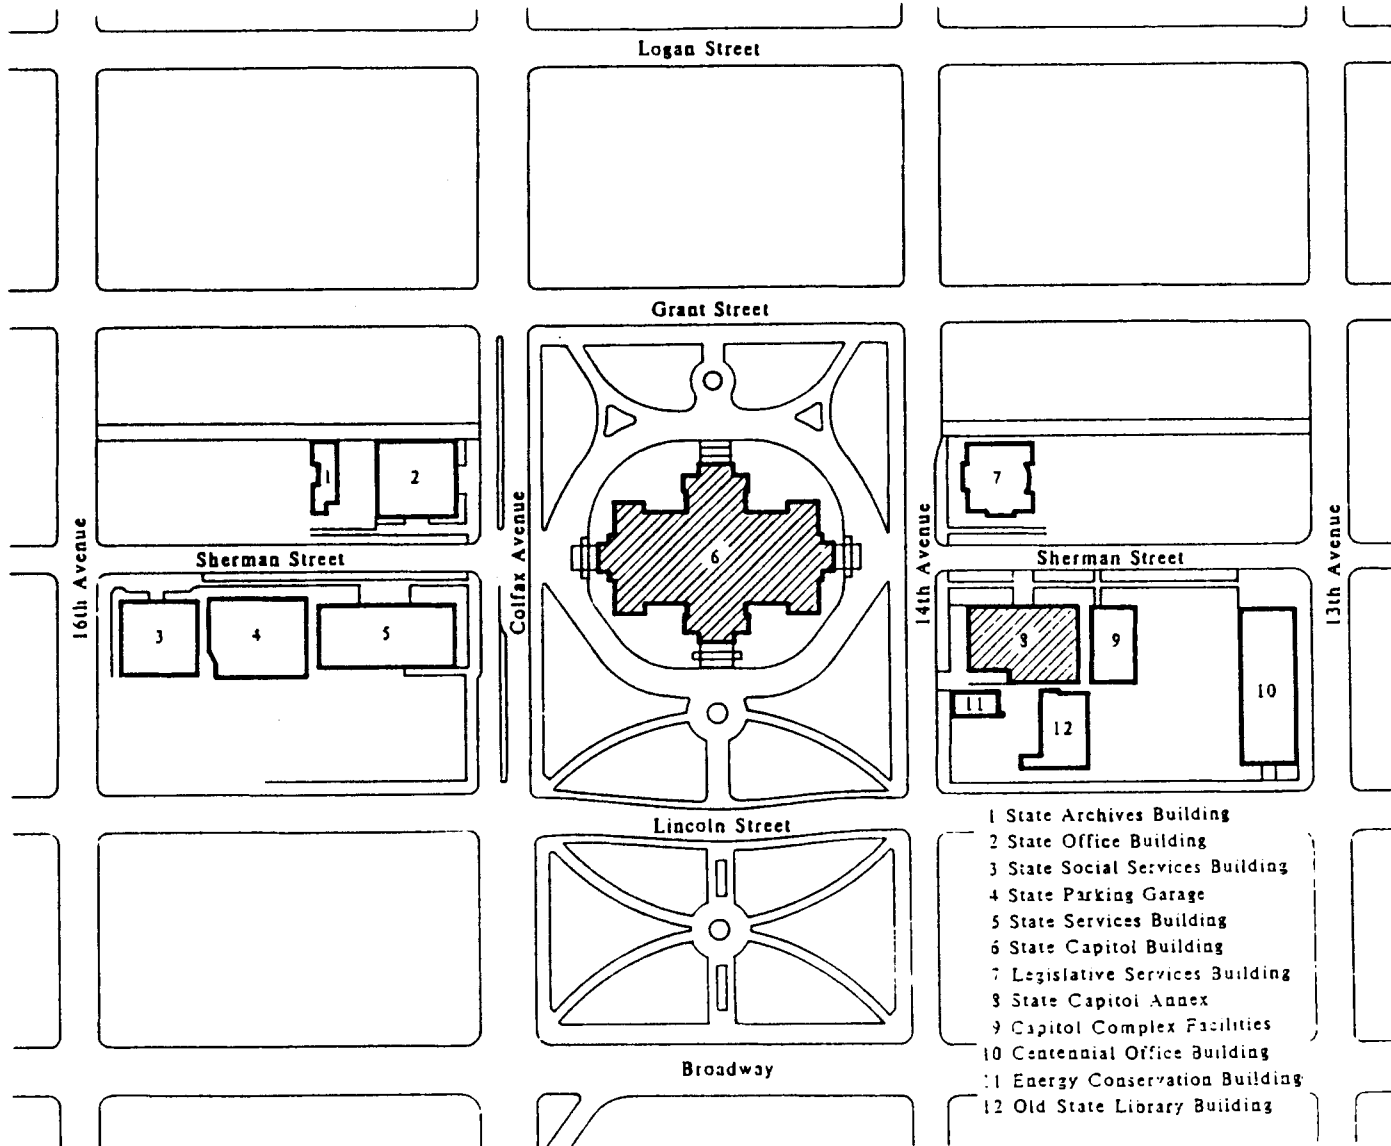 Logan Street
Grant Street
1
2
7
16th Avenue
Sherman Street
Colfax Avenue
6
14th Avenue
Sherman Street
13th Avenue
3
4
5
8
9
10
11
12
Lincoln Street
1 State Archives Building
2 State Office Building
3 State Social Services Building
4 State Parking Garage
5 State Services Building
6 State Capitol Building
7 Legislative Services Building
8 State Capitol Annex
9 Capitol Complex Facilities
10 Centennial Office Building
11 Energy Conservation Building
12 Old State Library Building
Broadway